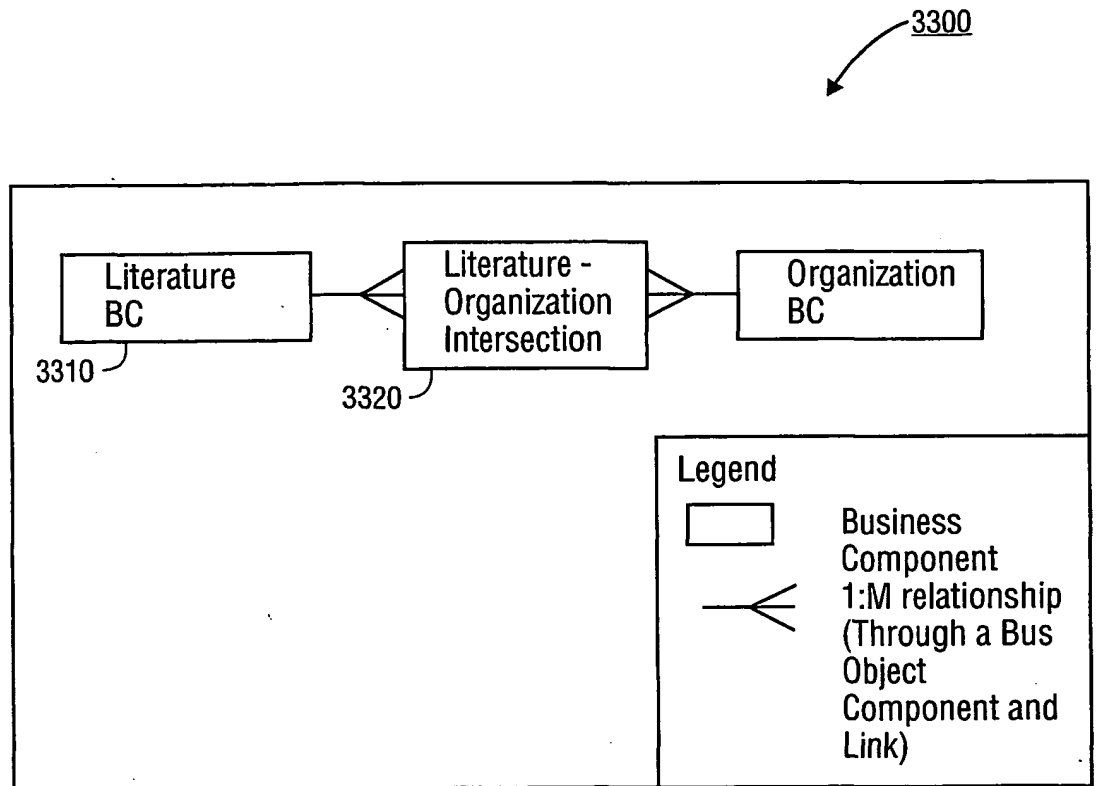 3300
Literature
BC
3310
Literature -
Organization
Intersection
3320
Organization
BC
Legend
Business
Component
1:M relationship
(Through a Bus
Object
Component and
Link)